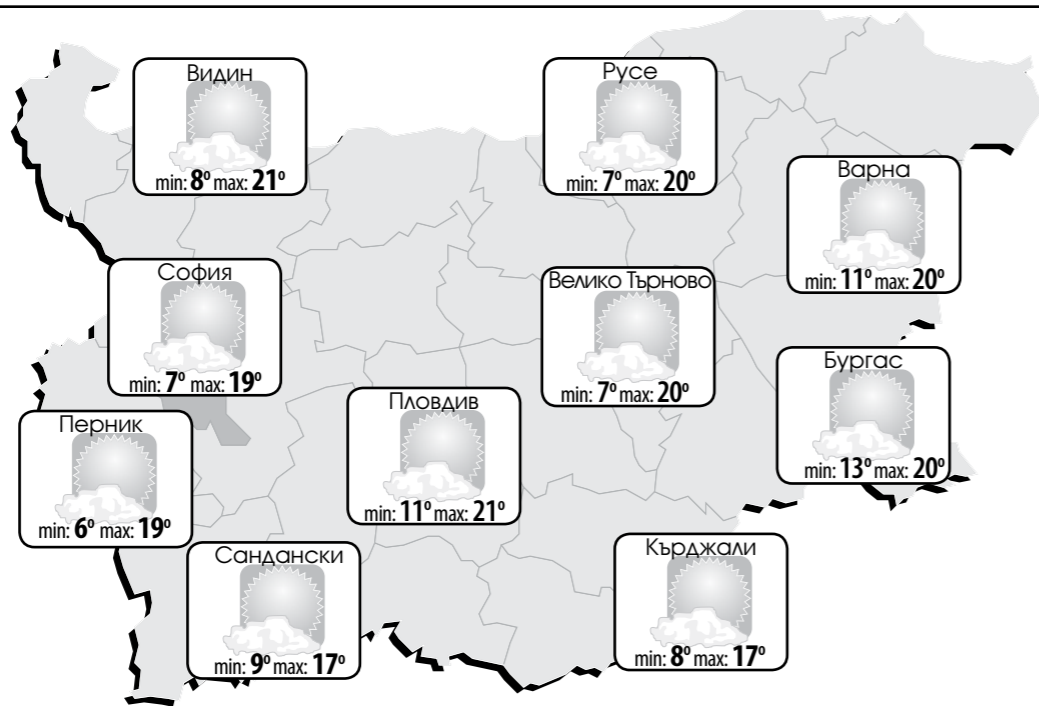 Видин
min: 8° max: 21°
Русе
min: 7° max: 20°
Варна
min: 11° max: 20°
София
min: 7° max: 19°
Велико Търново
min: 7° max: 20°
Бургас
min: 13° max: 20°
Пловдив
min: 11° max: 21°
Перник
min: 6° max: 19°
Сандански
min: 9° max: 17°
Кърджали
min: 8° max: 17°